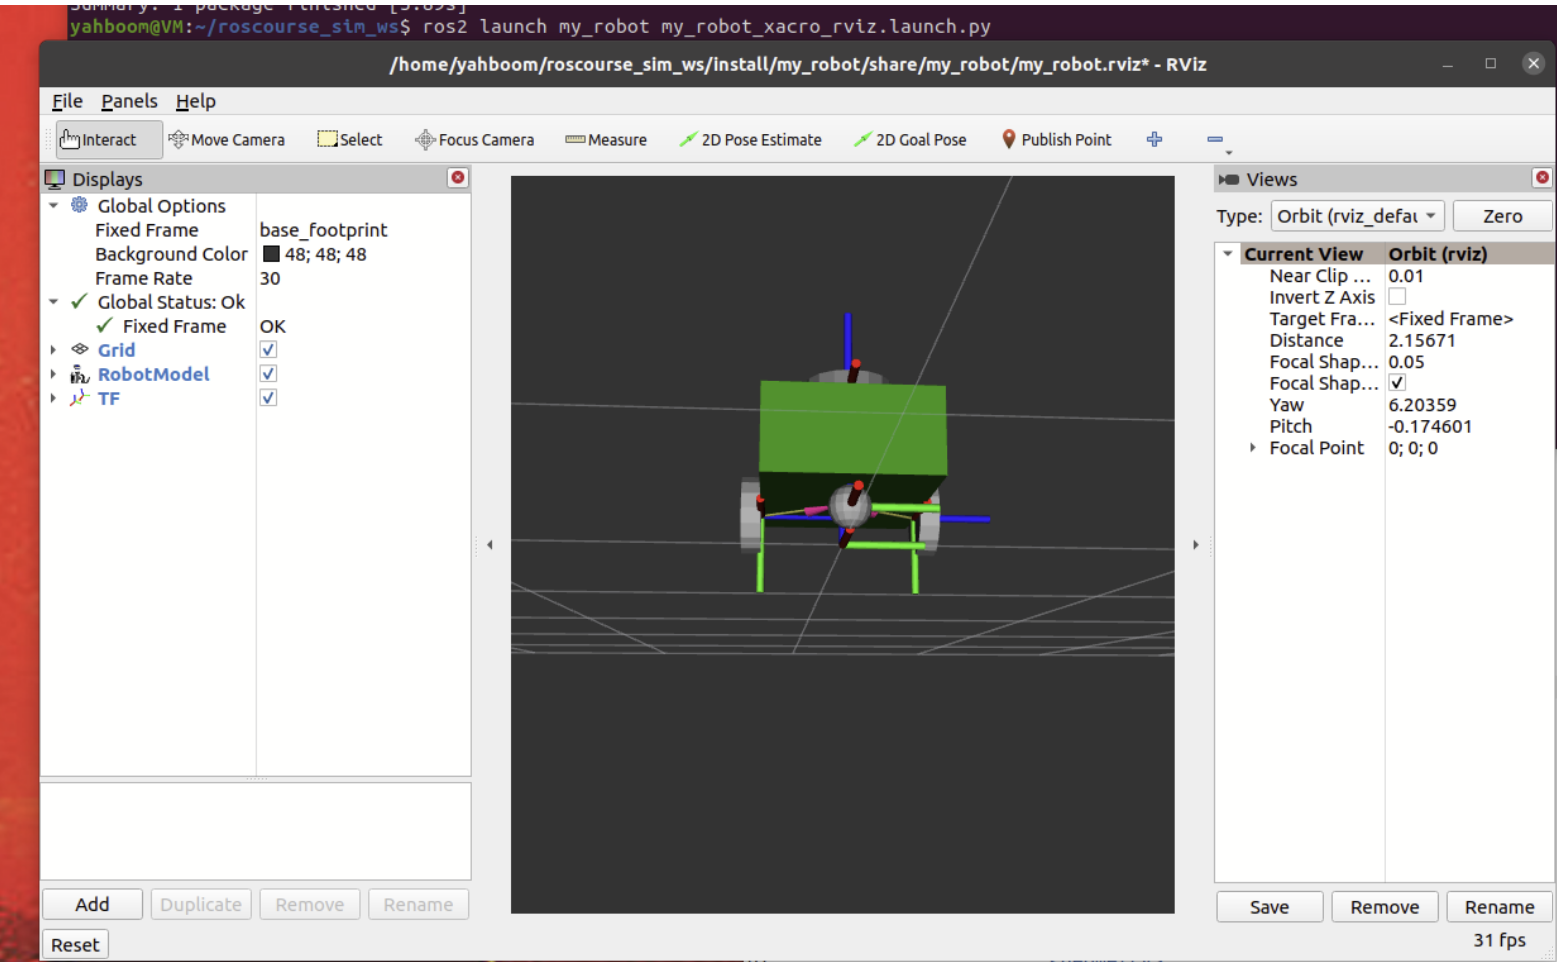 Summary: 1 package finished [5.89s]
yahboom@VM:~/roscourse_sim_ws$ ros2 launch my_robot my_robot_xacro_rviz.launch.py
/home/yahboom/roscourse_sim_ws/install/my_robot/share/my_robot/my_robot.rviz* - RViz
File Panels Help
Interact Move Camera Select Focus Camera Measure 2D Pose Estimate 2D Goal Pose Publish Point
Displays
Global Options
Fixed Frame base_footprint
Background Color 48; 48; 48
Frame Rate 30
Global Status: Ok
Fixed Frame OK
Grid
RobotModel
TF
Add Duplicate Remove Rename
Reset
Views
Type: Orbit (rviz_defau Zero
Current View Orbit (rviz)
Near Clip ... 0.01
Invert Z Axis
Target Fra... <Fixed Frame>
Distance 2.15671
Focal Shap... 0.05
Focal Shap...
Yaw 6.20359
Pitch -0.174601
Focal Point 0; 0; 0
Save Remove Rename
31 fps